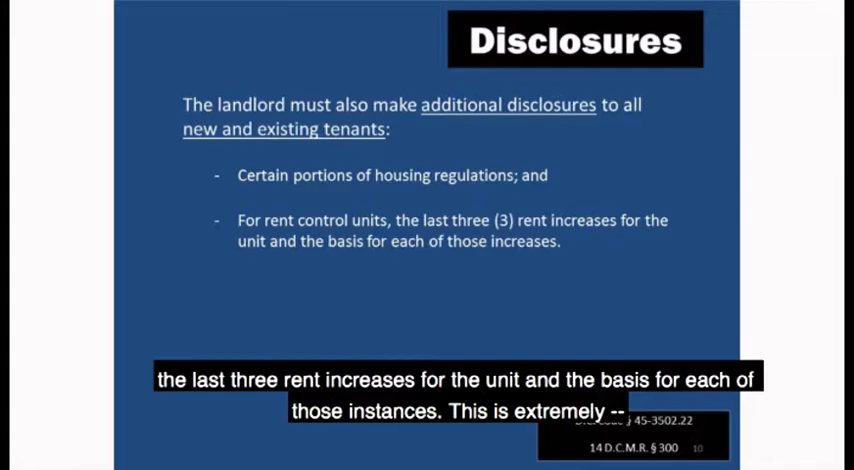 Disclosures
The landlord must also make additional disclosures to all
new and existing tenants:
- Certain portions of housing regulations; and
- For rent control units, the last three (3) rent increases for the
unit and the basis for each of those increases.
the last three rent increases for the unit and the basis for each of
those instances. This is extremely --
§ 45-3502.22
14 D.C.M.R. § 300 10